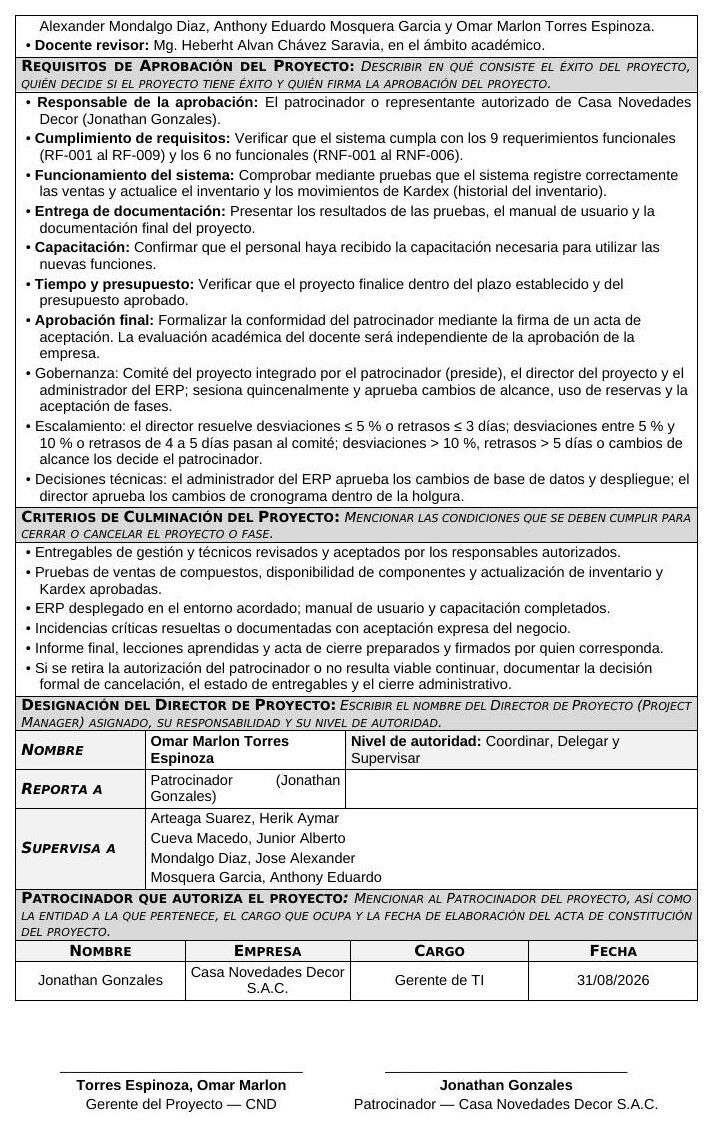 Alexander Mondalgo Diaz, Anthony Eduardo Mosquera Garcia y Omar Marlon Torres Espinoza.
• Docente revisor: Mg. Heberht Alvan Chávez Saravia, en el ámbito académico.
REQUISITOS DE APROBACIÓN DEL PROYECTO: DESCRIBIR EN QUÉ CONSISTE EL ÉXITO DEL PROYECTO,
QUIÉN DECIDE SI EL PROYECTO TIENE ÉXITO Y QUIÉN FIRMA LA APROBACIÓN DEL PROYECTO.
• Responsable de la aprobación: El patrocinador o representante autorizado de Casa Novedades
Decor (Jonathan Gonzales).
• Cumplimiento de requisitos: Verificar que el sistema cumpla con los 9 requerimientos funcionales
(RF-001 al RF-009) y los 6 no funcionales (RNF-001 al RNF-006).
• Funcionamiento del sistema: Comprobar mediante pruebas que el sistema registre correctamente
las ventas y actualice el inventario y los movimientos de Kardex (historial del inventario).
• Entrega de documentación: Presentar los resultados de las pruebas, el manual de usuario y la
documentación final del proyecto.
• Capacitación: Confirmar que el personal haya recibido la capacitación necesaria para utilizar las
nuevas funciones.
• Tiempo y presupuesto: Verificar que el proyecto finalice dentro del plazo establecido y del
presupuesto aprobado.
• Aprobación final: Formalizar la conformidad del patrocinador mediante la firma de un acta de
aceptación. La evaluación académica del docente será independiente de la aprobación de la
empresa.
• Gobernanza: Comité del proyecto integrado por el patrocinador (preside), el director del proyecto y el
administrador del ERP; sesiona quincenalmente y aprueba cambios de alcance, uso de reservas y la
aceptación de fases.
• Escalamiento: el director resuelve desviaciones ≤ 5 % o retrasos ≤ 3 días; desviaciones entre 5 % y
10 % o retrasos de 4 a 5 días pasan al comité; desviaciones > 10 %, retrasos > 5 días o cambios de
alcance los decide el patrocinador.
• Decisiones técnicas: el administrador del ERP aprueba los cambios de base de datos y despliegue; el
director aprueba los cambios de cronograma dentro de la holgura.
CRITERIOS DE CULMINACIÓN DEL PROYECTO: MENCIONAR LAS CONDICIONES QUE SE DEBEN CUMPLIR PARA
CERRAR O CANCELAR EL PROYECTO O FASE.
• Entregables de gestión y técnicos revisados y aceptados por los responsables autorizados.
• Pruebas de ventas de compuestos, disponibilidad de componentes y actualización de inventario y
Kardex aprobadas.
• ERP desplegado en el entorno acordado; manual de usuario y capacitación completados.
• Incidencias críticas resueltas o documentadas con aceptación expresa del negocio.
• Informe final, lecciones aprendidas y acta de cierre preparados y firmados por quien corresponda.
• Si se retira la autorización del patrocinador o no resulta viable continuar, documentar la decisión
formal de cancelación, el estado de entregables y el cierre administrativo.
DESIGNACIÓN DEL DIRECTOR DE PROYECTO: ESCRIBIR EL NOMBRE DEL DIRECTOR DE PROYECTO (PROJECT
MANAGER) ASIGNADO, SU RESPONSABILIDAD Y SU NIVEL DE AUTORIDAD.
NOMBRE
Omar Marlon Torres
Espinoza
Nivel de autoridad: Coordinar, Delegar y
Supervisar
REPORTA A
Patrocinador (Jonathan
Gonzales)
SUPERVISA A
Arteaga Suarez, Herik Aymar
Cueva Macedo, Junior Alberto
Mondalgo Diaz, Jose Alexander
Mosquera Garcia, Anthony Eduardo
PATROCINADOR QUE AUTORIZA EL PROYECTO: MENCIONAR AL PATROCINADOR DEL PROYECTO, ASÍ COMO
LA ENTIDAD A LA QUE PERTENECE, EL CARGO QUE OCUPA Y LA FECHA DE ELABORACIÓN DEL ACTA DE CONSTITUCIÓN
DEL PROYECTO.
NOMBRE EMPRESA CARGO FECHA
Jonathan Gonzales
Casa Novedades Decor
S.A.C.
Gerente de TI
31/08/2026
Torres Espinoza, Omar Marlon
Gerente del Proyecto — CND
Jonathan Gonzales
Patrocinador — Casa Novedades Decor S.A.C.